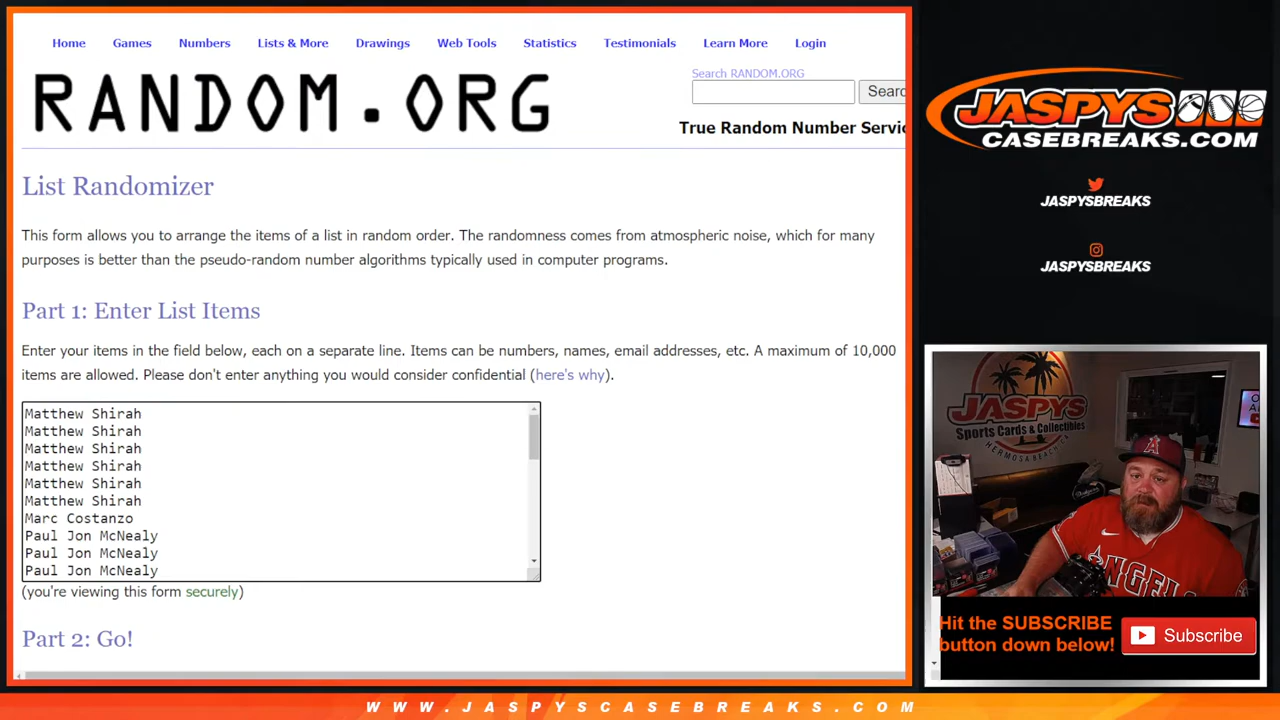 Home Games Numbers Lists & More Drawings Web Tools Statistics Testimonials Learn More Login
RANDOM.ORG
Search RANDOM.ORG
True Random Number
List Randomizer
This form allows you to arrange the items of a list in random order. The randomness comes from atmospheric noise, which for many
purposes is better than the pseudo-random number algorithms typically used in computer programs.
Part 1: Enter List Items
Enter your items in the field below, each on a separate line. Items can be numbers, names, email addresses, etc. A maximum of 10,000
items are allowed. Please don't enter anything you would consider confidential (here's why).
Matthew Shirah
Matthew Shirah
Matthew Shirah
Matthew Shirah
Matthew Shirah
Matthew Shirah
Marc Costanzo
Paul Jon McNealy
Paul Jon McNealy
Paul Jon McNealy
(you're viewing this form securely)
Part 2: Go!
JASPYS
CASEBREAKS.COM
JASPYSBREAKS
JASPYSBREAKS
JASPYS
Sports Cards & Collectibles
HERMOSA BEACH, CA
ANGELS
Hit the SUBSCRIBE
button down below!
Subscribe
WWW.JASPYSCASEBREAKS.COM